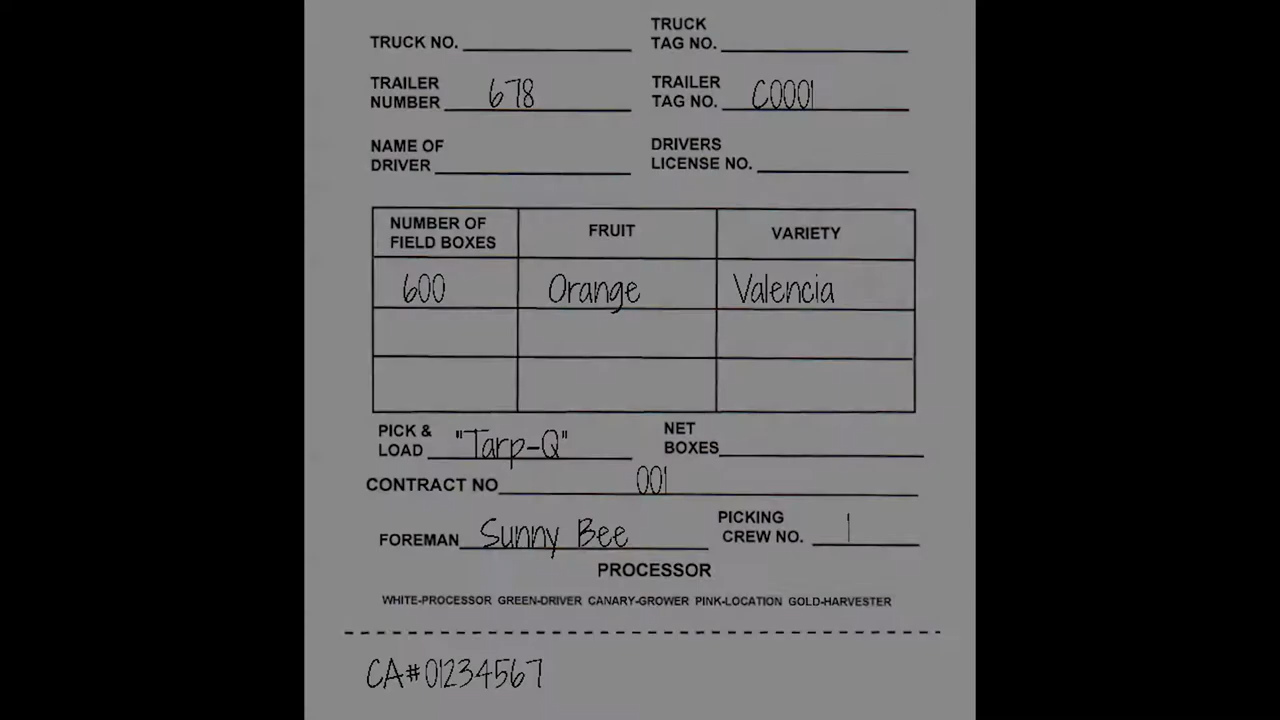 TRUCK NO. TRUCK TAG NO.
TRAILER NUMBER 678 TRAILER TAG NO. C0001
NAME OF DRIVER DRIVERS LICENSE NO.
NUMBER OF FIELD BOXES FRUIT VARIETY
600 Orange Valencia
PICK & LOAD "Tarp-Q" NET BOXES
CONTRACT NO 001
FOREMAN Sunny Bee PICKING CREW NO. 1
PROCESSOR
WHITE-PROCESSOR GREEN-DRIVER CANARY-GROWER PINK-LOCATION GOLD-HARVESTER
CA#01234567